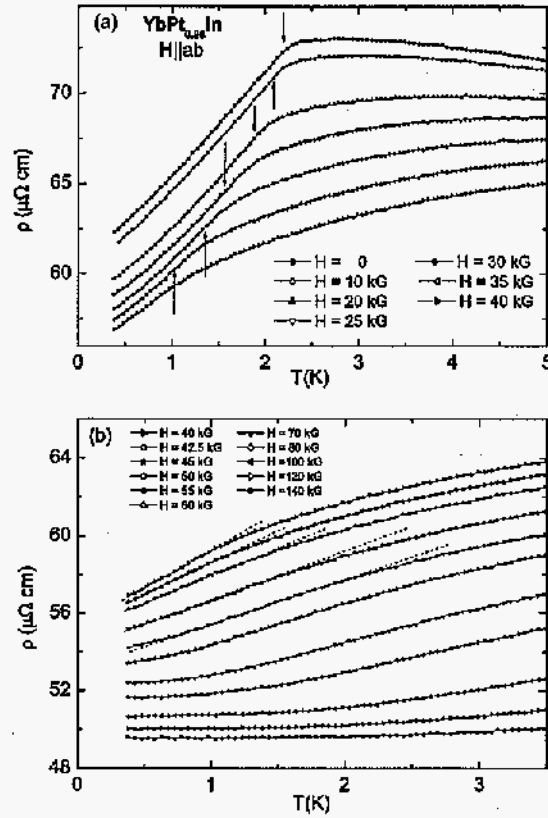 (a) YbPt0.98In
H||ab
ρ (μΩ cm)
70
65
60
H = 0
H = 10 kG
H = 20 kG
H = 25 kG
H = 30 kG
H = 35 kG
H = 40 kG
0 1 2 3 4 5
T(K)
(b)
H = 40 kG
H = 42.5 kG
H = 45 kG
H = 50 kG
H = 55 kG
H = 60 kG
H = 70 kG
H = 80 kG
H = 100 kG
H = 120 kG
H = 140 kG
ρ (μΩ cm)
64
60
56
52
48
0 1 2 3
T(K)